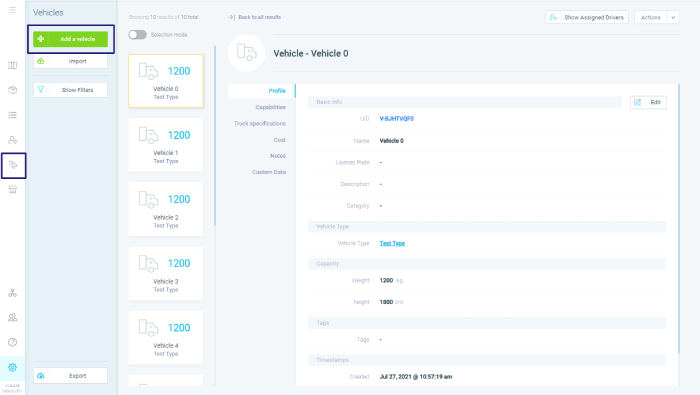 Vehicles
Add a vehicle
Import
Show Filters
Export
Showing 10 results of 10 total
Selection mode
1200
Vehicle 0
Test Type
1200
Vehicle 1
Test Type
1200
Vehicle 2
Test Type
1200
Vehicle 3
Test Type
1200
Vehicle 4
Test Type
1200
Back to all results
Show Assigned Drivers
Actions
Vehicle - Vehicle 0
Profile
Capabilities
Truck specifications
Cost
Notes
Custom Data
Basic Info
Edit
UID V-BJHTVQF0
Name Vehicle 0
License Plate -
Description -
Category -
Vehicle Type
Vehicle Type Test Type
Capacity
Weight 1200 kg
height 1800 cm
Tags
Tags -
Timestamps
Created Jul 27, 2021 @ 10:57:19 am